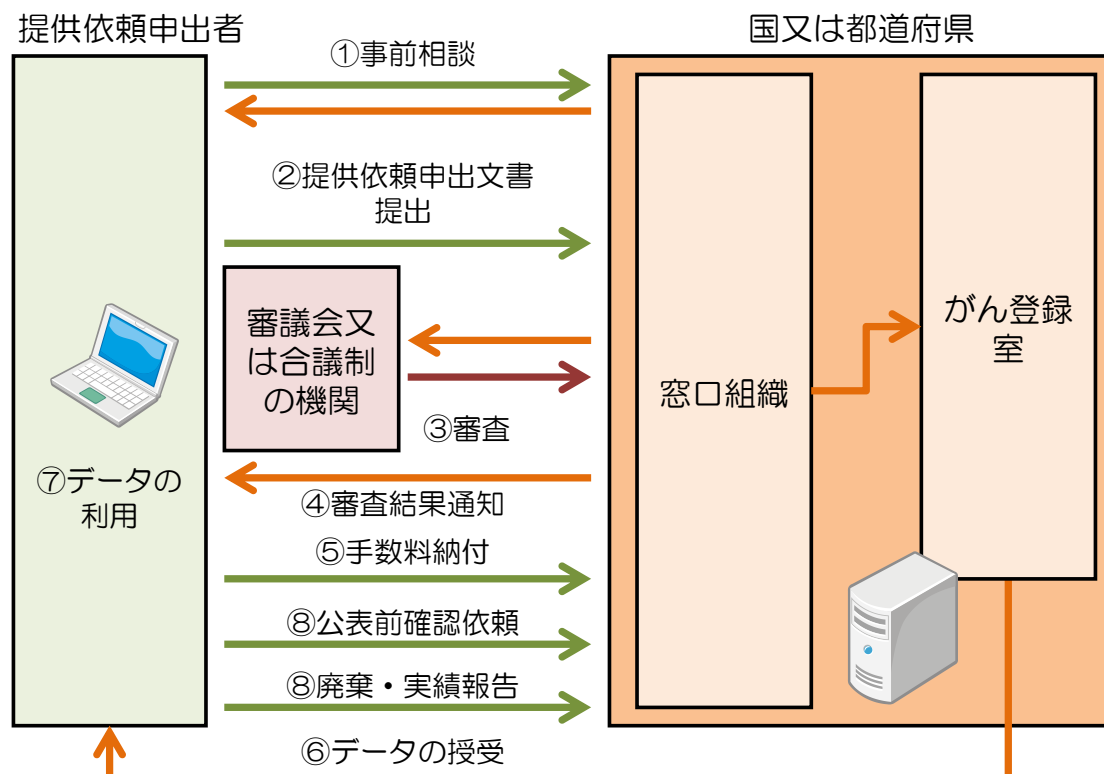 提供依頼申出者
国又は都道府県
①事前相談
②提供依頼申出文書
提出
審議会又
は合議制
の機関
③審査
窓口組織
がん登録
室
④審査結果通知
⑦データの
利用
⑤手数料納付
⑧公表前確認依頼
⑧廃棄・実績報告
⑥データの授受